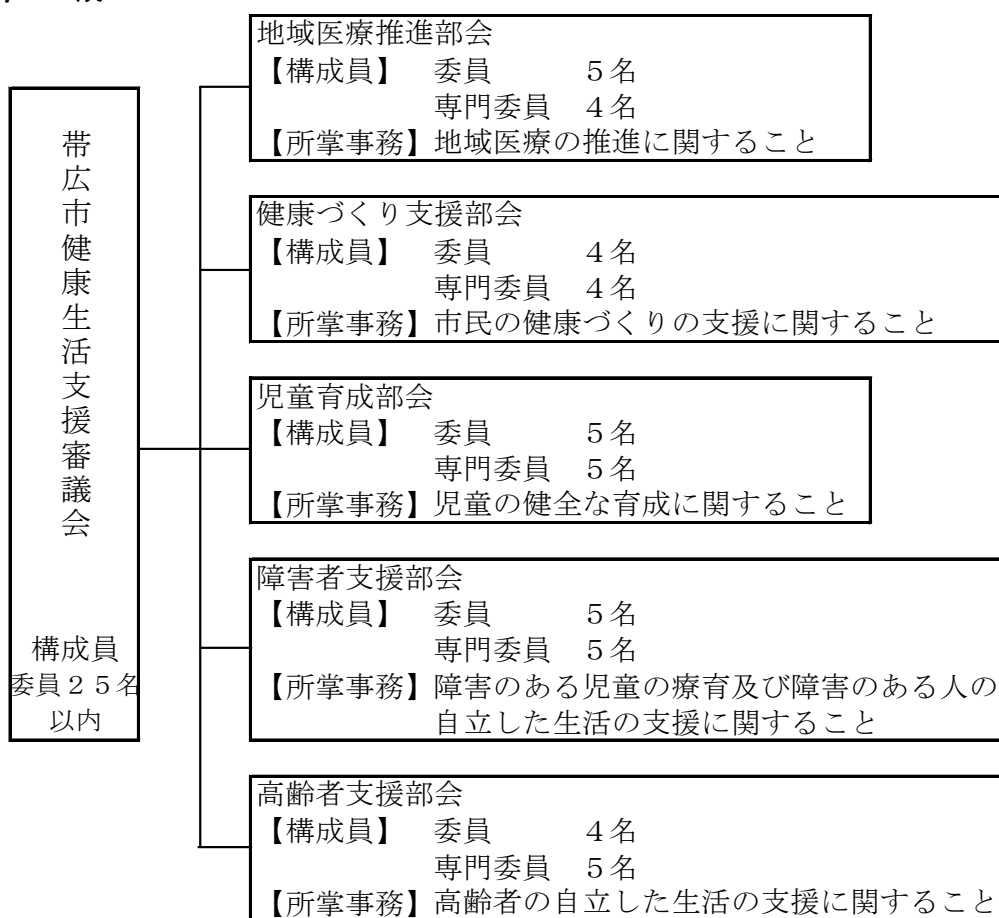 帯広市健康生活支援審議会
構成員
委員２５名
以内
地域医療推進部会
【構成員】　委員　　　５名
専門委員　４名
【所掌事務】地域医療の推進に関すること
健康づくり支援部会
【構成員】　委員　　　４名
専門委員　４名
【所掌事務】市民の健康づくりの支援に関すること
児童育成部会
【構成員】　委員　　　５名
専門委員　５名
【所掌事務】児童の健全な育成に関すること
障害者支援部会
【構成員】　委員　　　５名
専門委員　５名
【所掌事務】障害のある児童の療育及び障害のある人の
自立した生活の支援に関すること
高齢者支援部会
【構成員】　委員　　　４名
専門委員　５名
【所掌事務】高齢者の自立した生活の支援に関すること